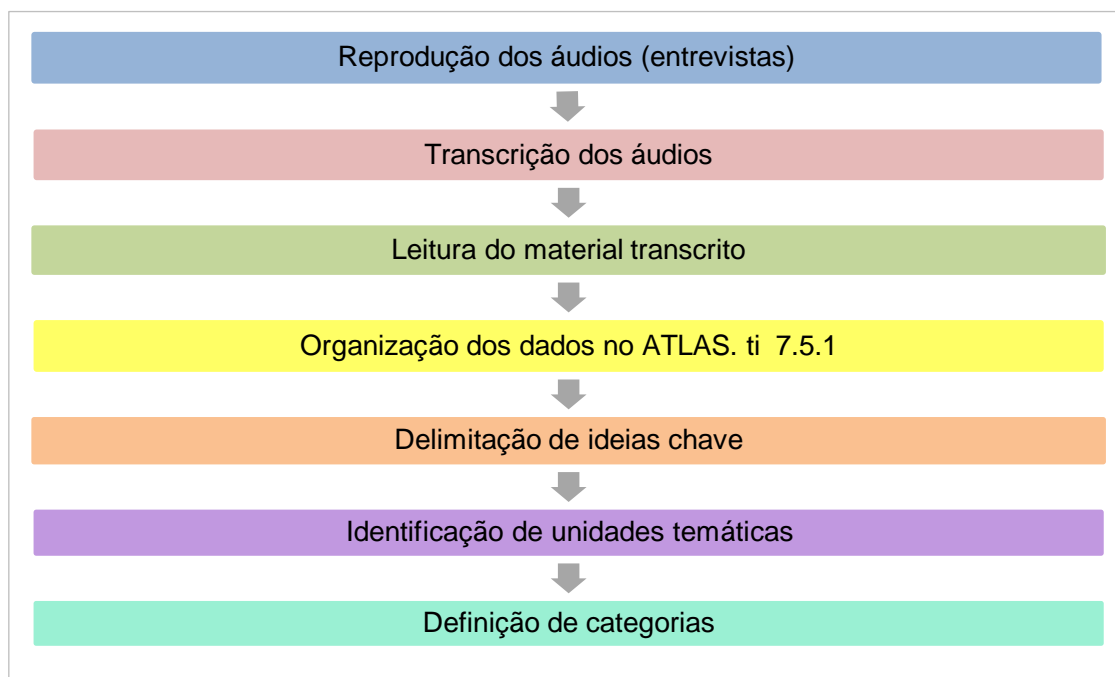 Reprodução dos áudios (entrevistas)
Transcrição dos áudios
Leitura do material transcrito
Organização dos dados no ATLAS. ti 7.5.1
Delimitação de ideias chave
Identificação de unidades temáticas
Definição de categorias